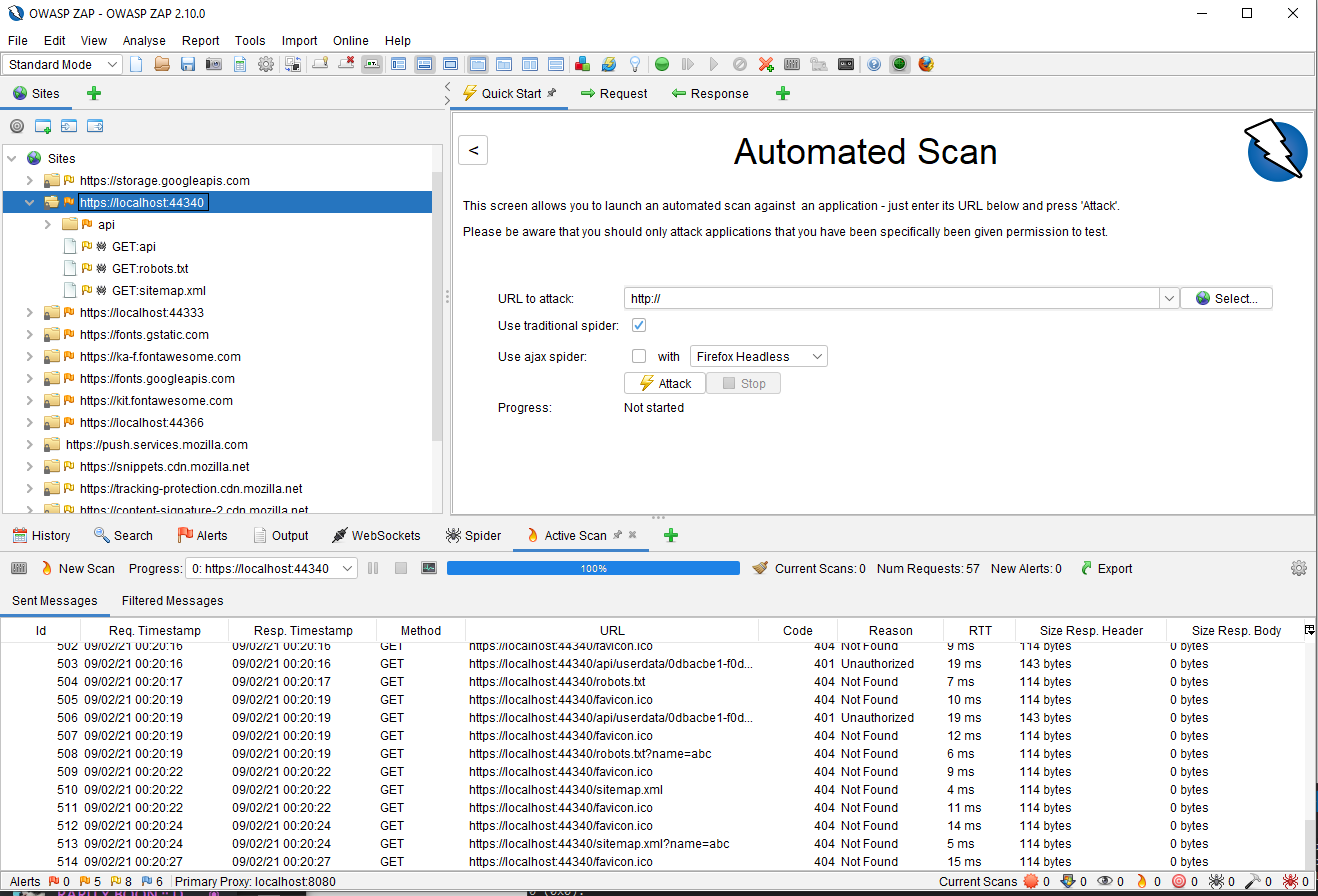 OWASP ZAP - OWASP ZAP 2.10.0
File Edit View Analyse Report Tools Import Online Help
Standard Mode
Sites
Quick Start Request Response
<
Automated Scan
This screen allows you to launch an automated scan against an application - just enter its URL below and press 'Attack'.
Please be aware that you should only attack applications that you have been specifically been given permission to test.
URL to attack: http:// Select...
Use traditional spider:
Use ajax spider: with Firefox Headless
Attack Stop
Progress: Not started
Sites
https://storage.googleapis.com
https://localhost:44340
api
GET:api
GET:robots.txt
GET:sitemap.xml
https://localhost:44333
https://fonts.gstatic.com
https://ka-f.fontawesome.com
https://fonts.googleapis.com
https://kit.fontawesome.com
https://localhost:44366
https://push.services.mozilla.com
https://snippets.cdn.mozilla.net
https://tracking-protection.cdn.mozilla.net
https://content-signature-2.cdn.mozilla.net
History Search Alerts Output WebSockets Spider Active Scan
New Scan Progress: 0: https://localhost:44340 100% Current Scans: 0 Num Requests: 57 New Alerts: 0 Export
Sent Messages Filtered Messages
Id Req. Timestamp Resp. Timestamp Method URL Code Reason RTT Size Resp. Header Size Resp. Body
502 09/02/21 00:20:16 09/02/21 00:20:16 GET https://localhost:44340/favicon.ico 404 Not Found 9 ms 114 bytes 0 bytes
503 09/02/21 00:20:16 09/02/21 00:20:16 GET https://localhost:44340/api/userdata/0dbacbe1-f0d... 401 Unauthorized 19 ms 143 bytes 0 bytes
504 09/02/21 00:20:17 09/02/21 00:20:17 GET https://localhost:44340/robots.txt 404 Not Found 7 ms 114 bytes 0 bytes
505 09/02/21 00:20:19 09/02/21 00:20:19 GET https://localhost:44340/favicon.ico 404 Not Found 10 ms 114 bytes 0 bytes
506 09/02/21 00:20:19 09/02/21 00:20:19 GET https://localhost:44340/api/userdata/0dbacbe1-f0d... 401 Unauthorized 19 ms 143 bytes 0 bytes
507 09/02/21 00:20:19 09/02/21 00:20:19 GET https://localhost:44340/favicon.ico 404 Not Found 12 ms 114 bytes 0 bytes
508 09/02/21 00:20:19 09/02/21 00:20:19 GET https://localhost:44340/robots.txt?name=abc 404 Not Found 6 ms 114 bytes 0 bytes
509 09/02/21 00:20:22 09/02/21 00:20:22 GET https://localhost:44340/favicon.ico 404 Not Found 9 ms 114 bytes 0 bytes
510 09/02/21 00:20:22 09/02/21 00:20:22 GET https://localhost:44340/sitemap.xml 404 Not Found 4 ms 114 bytes 0 bytes
511 09/02/21 00:20:22 09/02/21 00:20:22 GET https://localhost:44340/favicon.ico 404 Not Found 11 ms 114 bytes 0 bytes
512 09/02/21 00:20:24 09/02/21 00:20:24 GET https://localhost:44340/favicon.ico 404 Not Found 14 ms 114 bytes 0 bytes
513 09/02/21 00:20:24 09/02/21 00:20:24 GET https://localhost:44340/sitemap.xml?name=abc 404 Not Found 5 ms 114 bytes 0 bytes
514 09/02/21 00:20:27 09/02/21 00:20:27 GET https://localhost:44340/favicon.ico 404 Not Found 15 ms 114 bytes 0 bytes
Alerts 0 5 8 6 Primary Proxy: localhost:8080 Current Scans 0 0 0 0 0 0 0 0